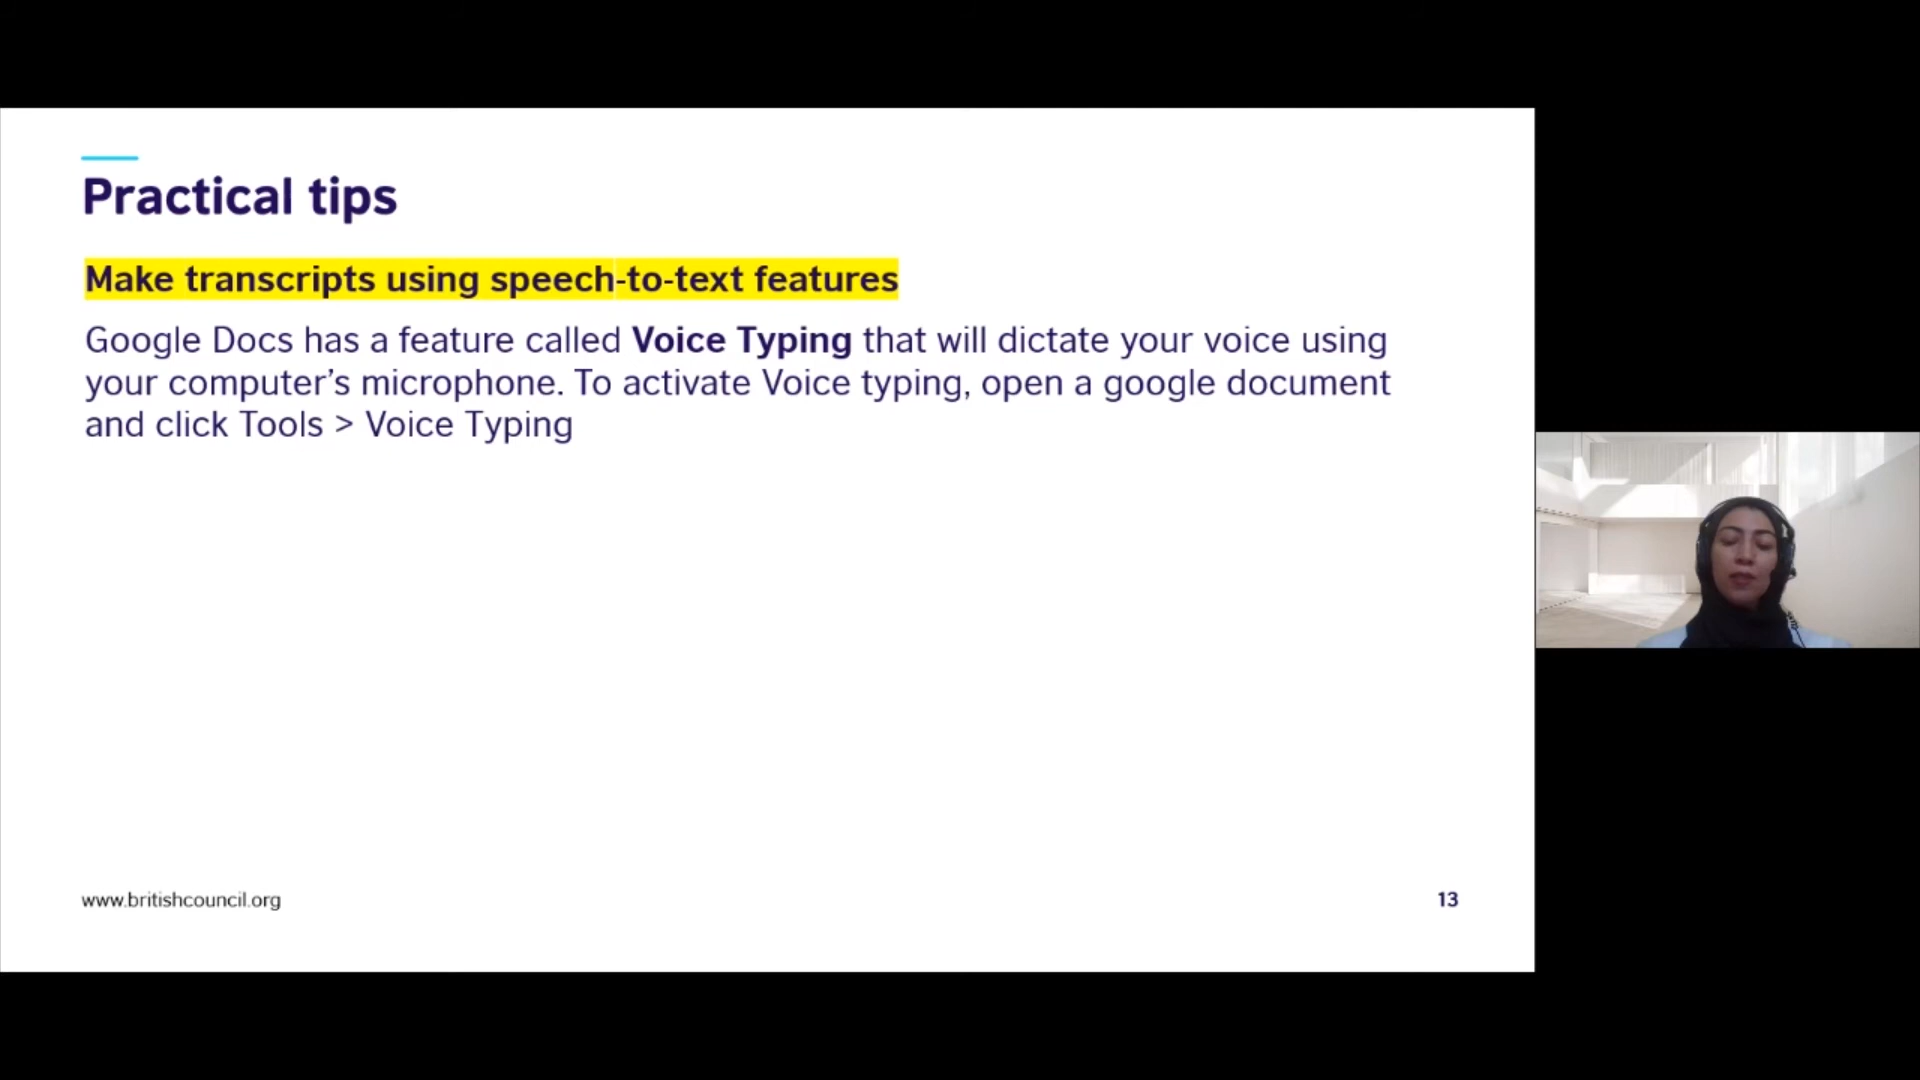 Practical tips
Make transcripts using speech-to-text features
Google Docs has a feature called Voice Typing that will dictate your voice using
your computer’s microphone. To activate Voice typing, open a google document
and click Tools > Voice Typing
www.britishcouncil.org
13